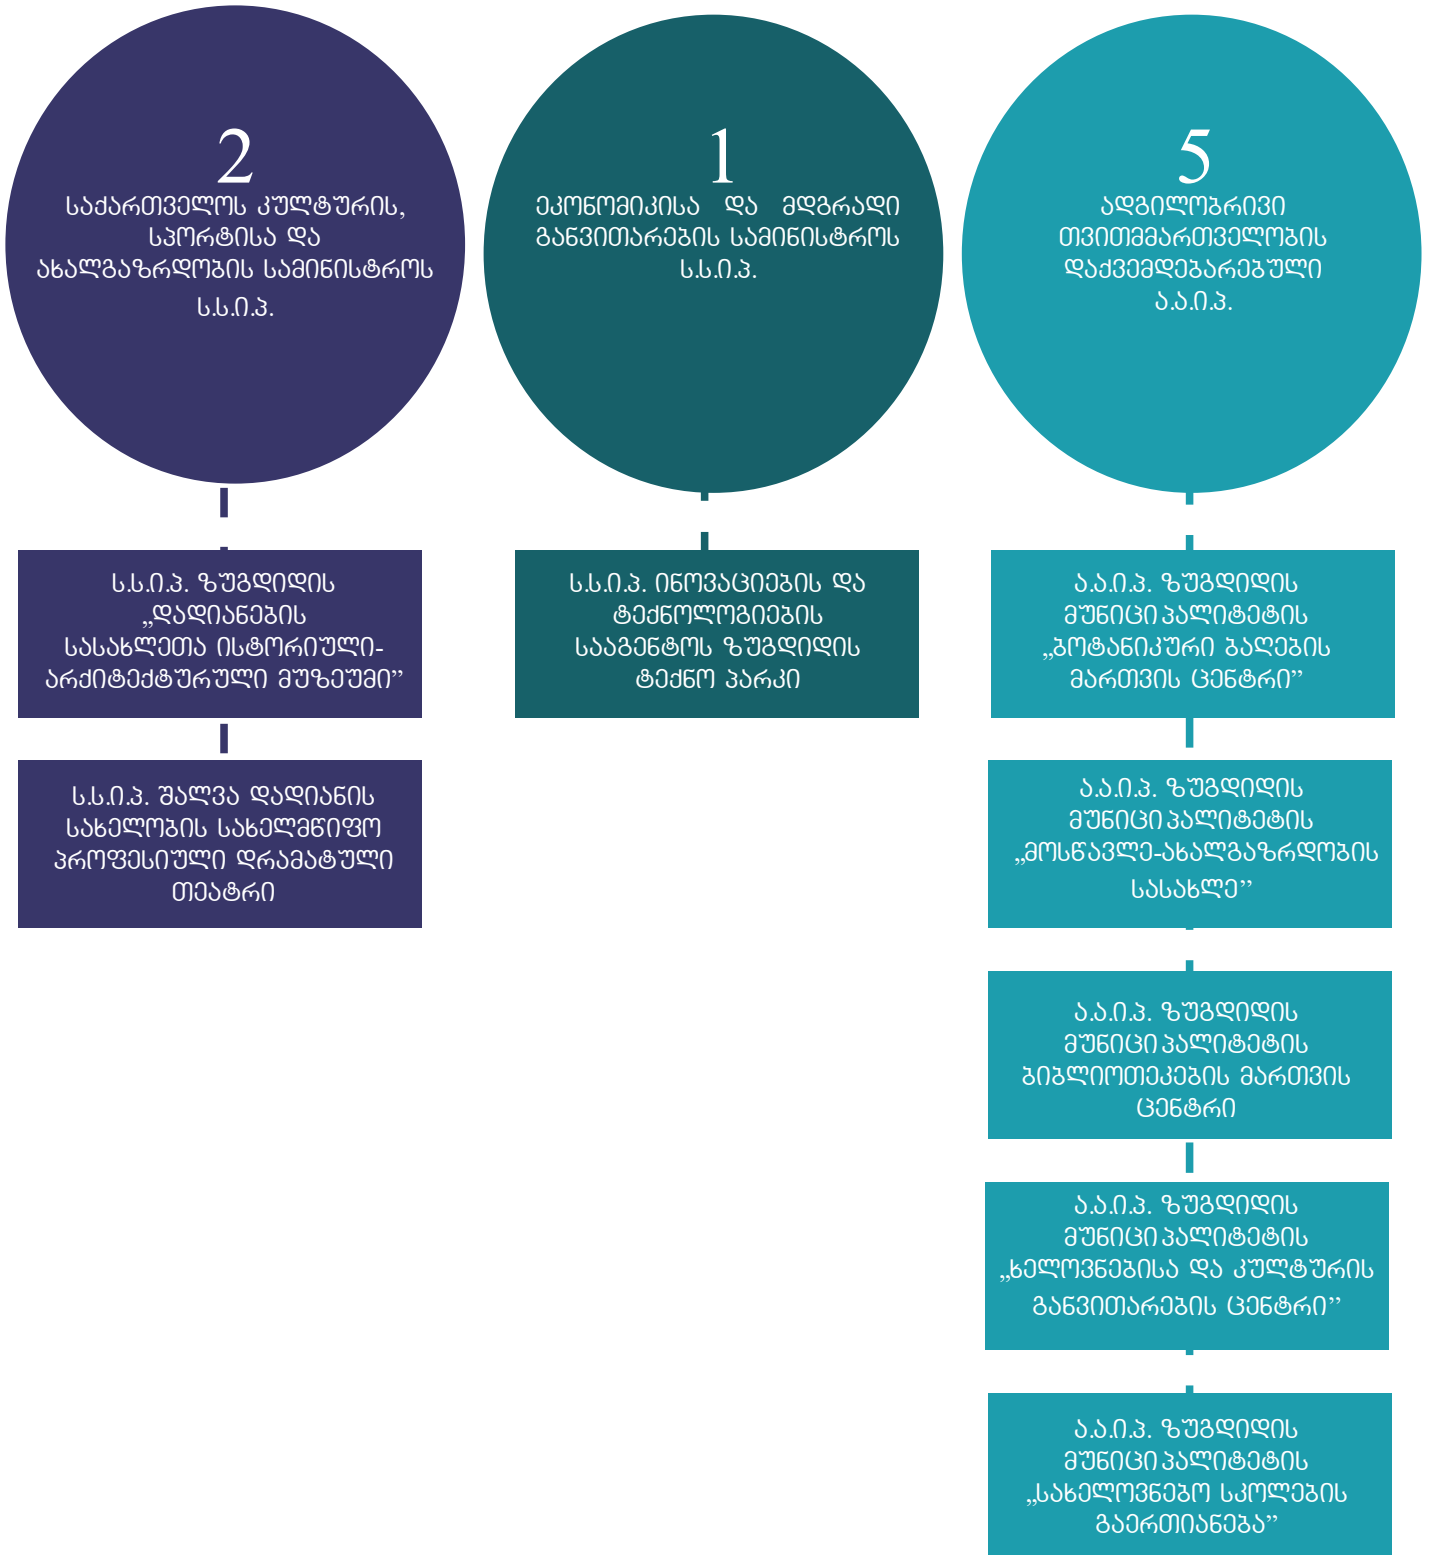 2
საქართველოს კულტურის,
სპორტისა და
ახალგაზრდობის სამინისტროს
ს.ს.ი.პ.
ს.ს.ი.პ. ზუგდიდის
„დადიანების
სასახლეთა ისტორიული-
არქიტექტურული მუზეუმი”
ს.ს.ი.პ. შალვა დადიანის
სახელობის სახელმწიფო
პროფესიული დრამატული
თეატრი
1
ეკონომიკისა და მდგრადი
განვითარების სამინისტროს
ს.ს.ი.პ.
ს.ს.ი.პ. ინოვაციების და
ტექნოლოგიების
სააგენტოს ზუგდიდის
ტექნო პარკი
5
ადგილობრივი
თვითმმართველობის
დაქვემდებარებული
ა.ა.ი.პ.
ა.ა.ი.პ. ზუგდიდის
მუნიციპალიტეტის
„ბოტანიკური ბაღების
მართვის ცენტრი”
ა.ა.ი.პ. ზუგდიდის
მუნიციპალიტეტის
„მოსწავლე-ახალგაზრდობის
სასახლე”
ა.ა.ი.პ. ზუგდიდის
მუნიციპალიტეტის
ბიბლიოთეკების მართვის
ცენტრი
ა.ა.ი.პ. ზუგდიდის
მუნიციპალიტეტის
„ხელოვნებისა და კულტურის
განვითარების ცენტრი”
ა.ა.ი.პ. ზუგდიდის
მუნიციპალიტეტის
„სახელოვნებო სკოლების
გაერთიანება”